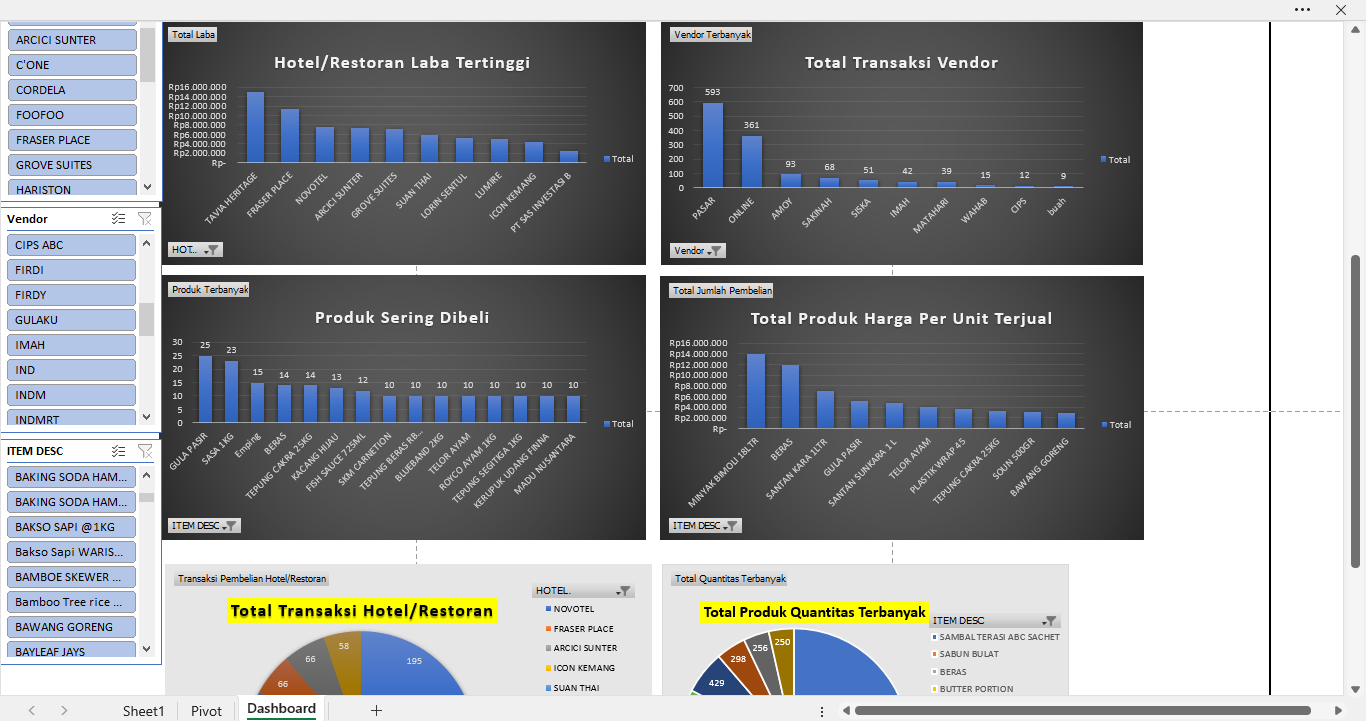 ARCICI SUNTER
C'ONE
CORDELA
FOOFOO
FRASER PLACE
GROVE SUITES
HARISTON
Vendor
CIPS ABC
FIRDI
FIRDY
GULAKU
IMAH
IND
INDM
INDMRT
ITEM DESC
BAKING SODA HAM...
BAKING SODA HAM...
BAKSO SAPI @1KG
Bakso Sapi WARIS...
BAMBOE SKEWER ...
Bamboo Tree rice ...
BAWANG GORENG
BAYLEAF JAYS
Total Laba
Hotel/Restoran Laba Tertinggi
Rp16.000.000
Rp14.000.000
Rp12.000.000
Rp10.000.000
Rp8.000.000
Rp6.000.000
Rp4.000.000
Rp2.000.000
Rp-
TAVIA HERITAGE
FRASER PLACE
NOVOTEL
ARCICI SUNTER
GROVE SUITES
SUAN THAI
LORIN SENTUL
LUMIRE
ICON KEMANG
PT SAS INVESTASI B
Total
HOT...
Vendor Terbanyak
Total Transaksi Vendor
700
600
500
400
300
200
100
0
593
361
93
68
51
42
39
15
12
9
PASAR
ONLINE
AMOY
SAKINAH
SISKA
IMAH
MATAHARI
WAHAB
CIPS
buah
Total
Vendor
Produk Terbanyak
Produk Sering Dibeli
30
25
20
15
10
5
0
25
23
15
14
14
13
12
10
10
10
10
10
10
10
10
GULA PASIR
SASA 1KG
Enping
BERAS
TEPUNG CAKRA 25KG
KACANG HIJAU
FISH SAUCE 725ML
SKM CARNETION
TEPUNG BERAS RB...
BLUEBAND 2KG
TELOR AYAM
ROYCO AYAM 1KG
TEPUNG SEGITIGA 1KG
KERUPUK UDANG FINNA
MADU NUSANTARA
Total
ITEM DESC
Total Jumlah Pembelian
Total Produk Harga Per Unit Terjual
Rp16.000.000
Rp14.000.000
Rp12.000.000
Rp10.000.000
Rp8.000.000
Rp6.000.000
Rp4.000.000
Rp2.000.000
Rp-
MINYAK BIMOLI 18LTR
BERAS
SANTAN KARA 1LTR
GULA PASIR
SANTAN SUNKARA 1L
TELOR AYAM
PLASTIK WRAP 45
TEPUNG CAKRA 25KG
SOUN 500GR
BAWANG GORENG
Total
ITEM DESC
Transaksi Pembelian Hotel/Restoran
Total Transaksi Hotel/Restoran
58
66
66
195
HOTEL.
NOVOTEL
FRASER PLACE
ARCICI SUNTER
ICON KEMANG
SUAN THAI
Total Quantitas Terbanyak
Total Produk Quantitas Terbanyak
250
256
298
429
ITEM DESC
SAMBAL TERASI ABC SACHET
SABUN BULAT
BERAS
BUTTER PORTION
Sheet1
Pivot
Dashboard